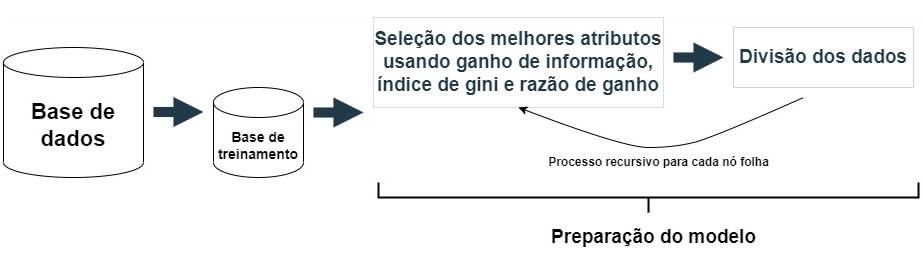 Base de
dados
Base de
treinamento
Seleção dos melhores atributos
usando ganho de informação,
índice de gini e razão de ganho
Divisão dos dados
Processo recursivo para cada nó folha
Preparação do modelo